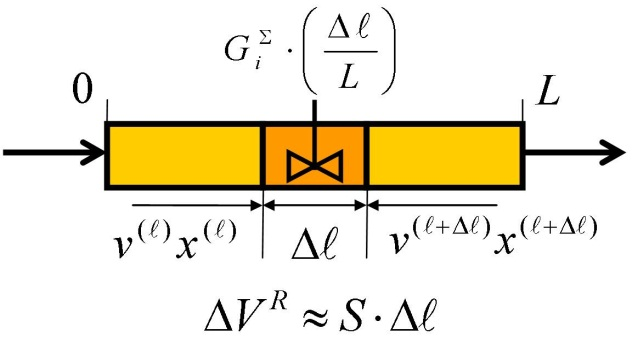 G_i^Σ · (Δℓ / L)
0 L
v^(ℓ) x^(ℓ) Δℓ v^(ℓ+Δℓ) x^(ℓ+Δℓ)
ΔV^R ≈ S · Δℓ